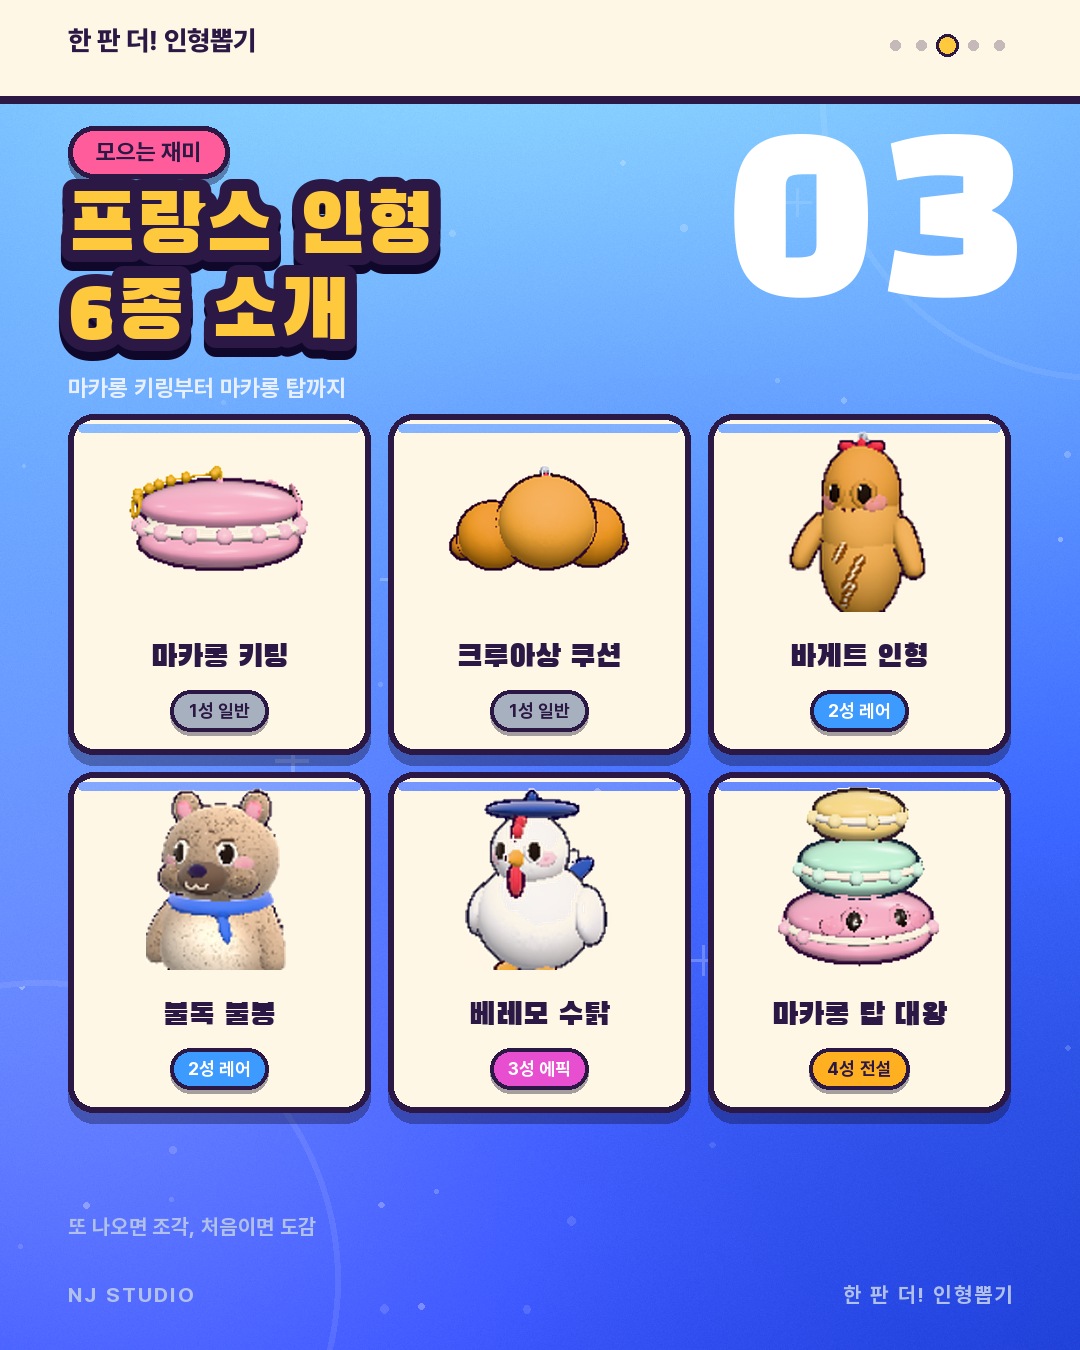 한 판 더! 인형뽑기
모으는 재미
03
프랑스 인형
6종 소개
마카롱 키링부터 마카롱 탑까지
마카롱 키링
1성 일반
크루아상 쿠션
1성 일반
바게트 인형
2성 레어
불독 불봉
2성 레어
베레모 수탉
3성 에픽
마카롱 탑 대왕
4성 전설
또 나오면 조각, 처음이면 도감
NJ STUDIO
한 판 더! 인형뽑기